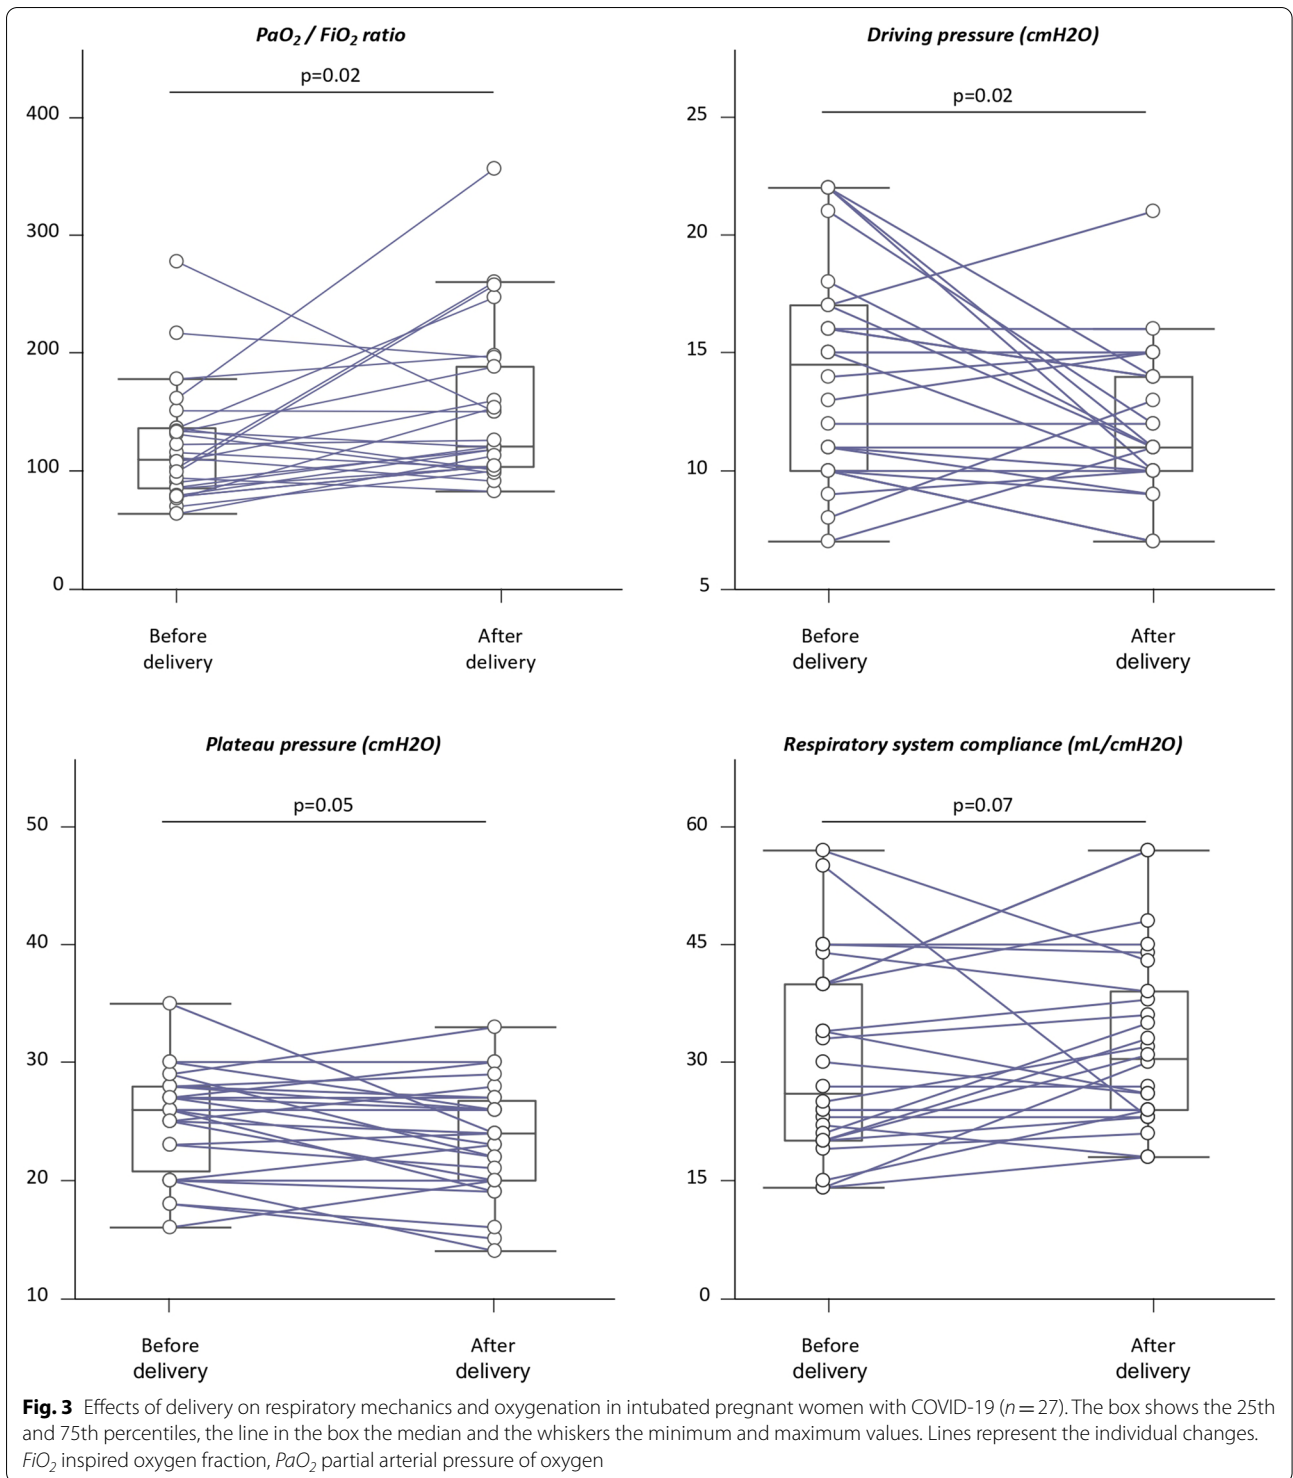 PaO2 / FiO2 ratio
p=0.02
400
300
200
100
0
Before delivery
After delivery
Driving pressure (cmH2O)
p=0.02
25
20
15
10
5
Before delivery
After delivery
Plateau pressure (cmH2O)
p=0.05
50
40
30
20
10
Before delivery
After delivery
Respiratory system compliance (mL/cmH2O)
p=0.07
60
45
30
15
0
Before delivery
After delivery
Fig. 3 Effects of delivery on respiratory mechanics and oxygenation in intubated pregnant women with COVID-19 (n = 27). The box shows the 25th
and 75th percentiles, the line in the box the median and the whiskers the minimum and maximum values. Lines represent the individual changes.
FiO2 inspired oxygen fraction, PaO2 partial arterial pressure of oxygen